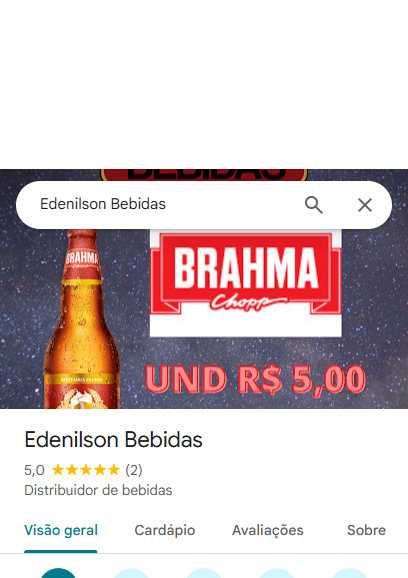 BEBIDAS
Edenilson Bebidas
BRAHMA
BRAHMA
Chopp
UND R$ 5,00
Edenilson Bebidas
5,0 ★★★★★ (2)
Distribuidor de bebidas
Visão geral Cardápio Avaliações Sobre